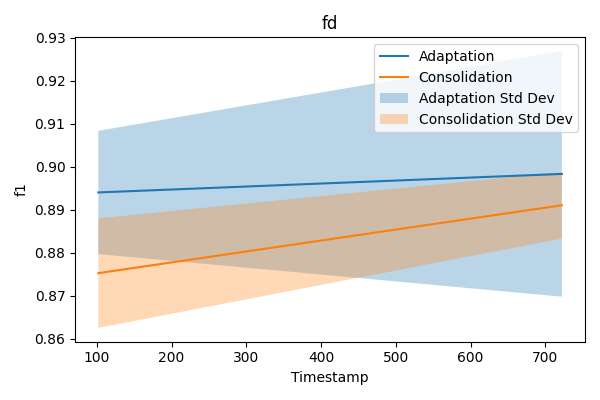 fd
0.93
0.92
0.91
0.90
0.89
0.88
0.87
0.86
f1
Adaptation
Consolidation
Adaptation Std Dev
Consolidation Std Dev
100 200 300 400 500 600 700
Timestamp